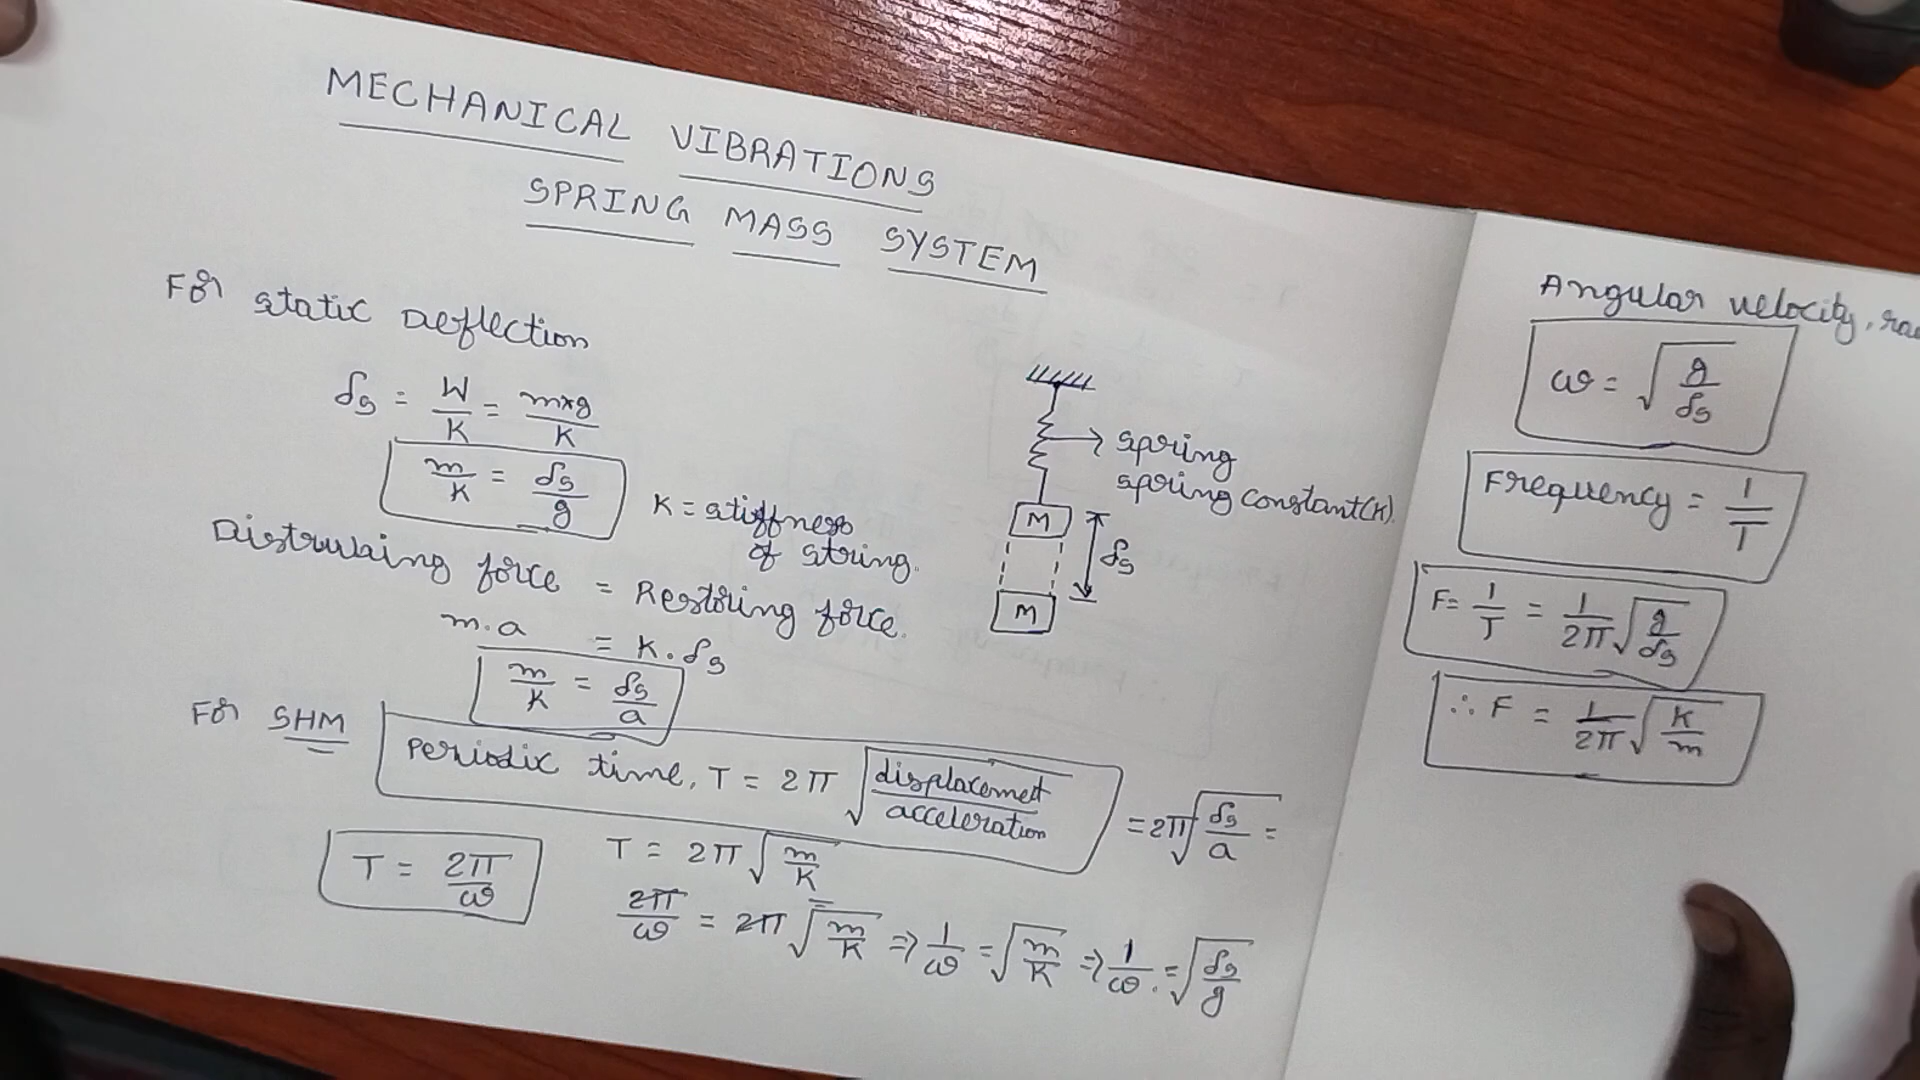 MECHANICAL VIBRATIONS
SPRING MASS SYSTEM
For static Deflection
δs = W/K = m×g/K
m/K = δs/g
K = stiffness
of string.
Distrubing force = Restoring force.
m.a = K.δs
m/K = δs/a
spring
spring constant(K).
M
δs
M
For SHM
Periodic time, T = 2π √(displacement/acceleration) = 2π√(δs/a) =
T = 2π/ω
T = 2π √(m/K)
2π/ω = 2π √(m/K) ⇒ 1/ω = √(m/K) ⇒ 1/ω. = √(δs/g)
Angular velocity,
ω = √(g/δs)
Frequency = 1/T
F = 1/T = 1/2π √(g/δs)
∴ F = 1/2π √(K/m)